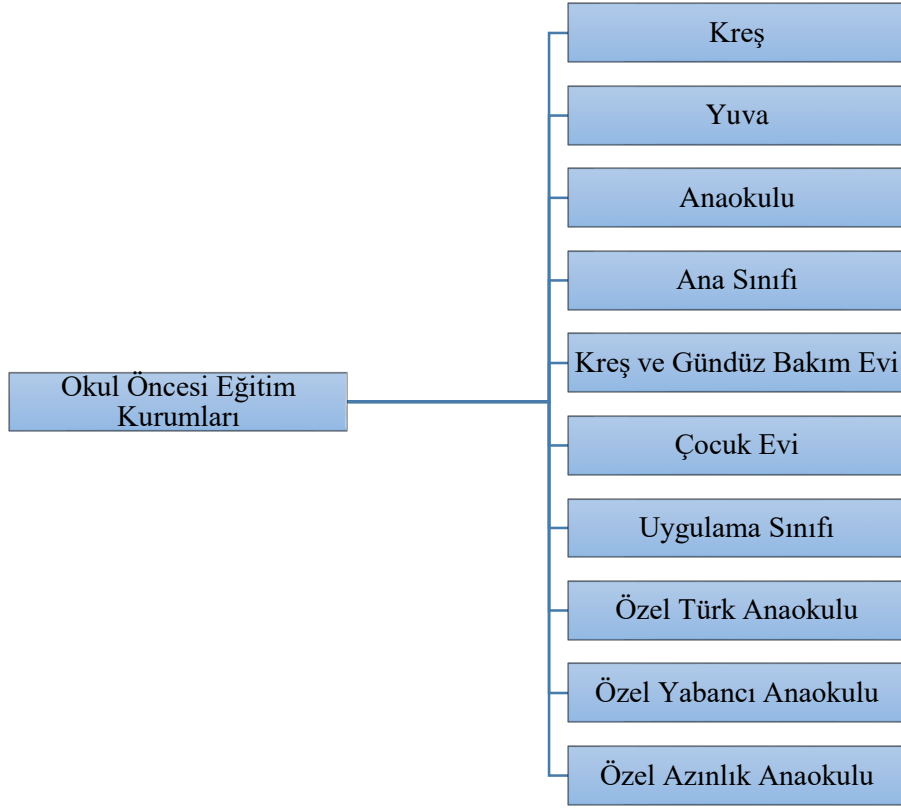 Okul Öncesi Eğitim
Kurumları
Kreş
Yuva
Anaokulu
Ana Sınıfı
Kreş ve Gündüz Bakım Evi
Çocuk Evi
Uygulama Sınıfı
Özel Türk Anaokulu
Özel Yabancı Anaokulu
Özel Azınlık Anaokulu